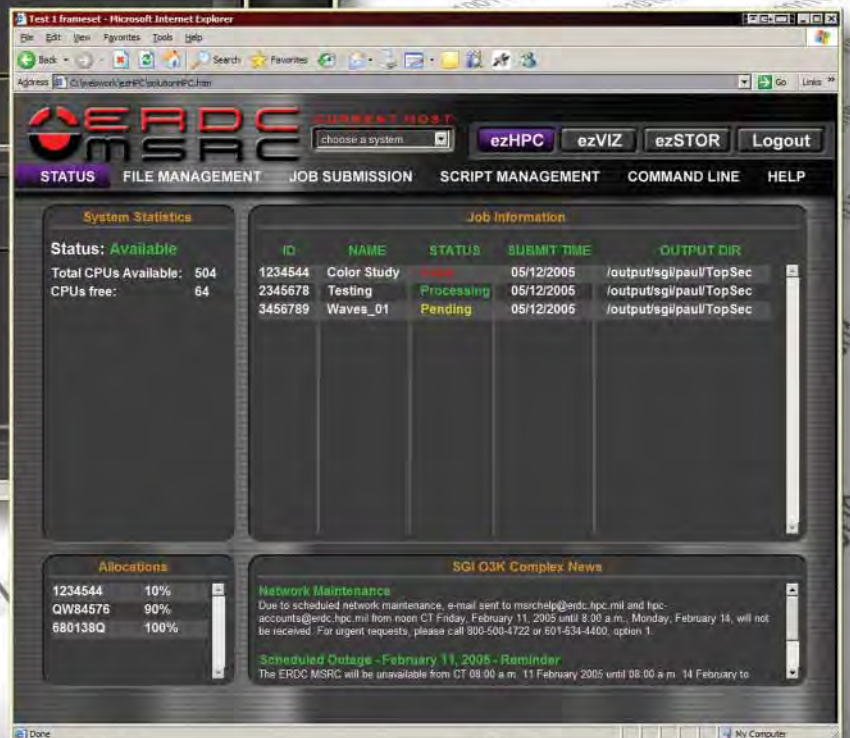 Test 1 frameset - Microsoft Internet Explorer
File Edit View Favorites Tools Help
Back Search Favorites
Address C:\webwork\ezHPC\solutionHPC.htm Go Links
ERDC
MSRC
CURRENT HOST
choose a system
ezHPC ezVIZ ezSTOR Logout
STATUS FILE MANAGEMENT JOB SUBMISSION SCRIPT MANAGEMENT COMMAND LINE HELP
System Statistics
Status: Available
Total CPUs Available: 504
CPUs free: 64
Job Information
ID NAME STATUS SUBMIT TIME OUTPUT DIR
1234544 Color Study 05/12/2005 /output/sgi/paul/TopSec
2345678 Testing Processing 05/12/2005 /output/sgi/paul/TopSec
3456789 Waves_01 Pending 05/12/2005 /output/sgi/paul/TopSec
Allocations
1234544 10%
QW84576 90%
680138Q 100%
SGI O3K Complex News
Network Maintenance
Due to scheduled network maintenance, e-mail sent to msrchelp@erdc.hpc.mil and hpc-
accounts@erdc.hpc.mil from noon CT Friday, February 11, 2005 until 8:00 a.m., Monday, February 14, will not
be received. For urgent requests, please call 800-500-4722 or 601-634-4400, option 1.
Scheduled Outage - February 11, 2005 - Reminder
The ERDC MSRC will be unavailable from CT 08:00 a.m. 11 February 2005 until 08:00 a.m. 14 February to
Done My Computer